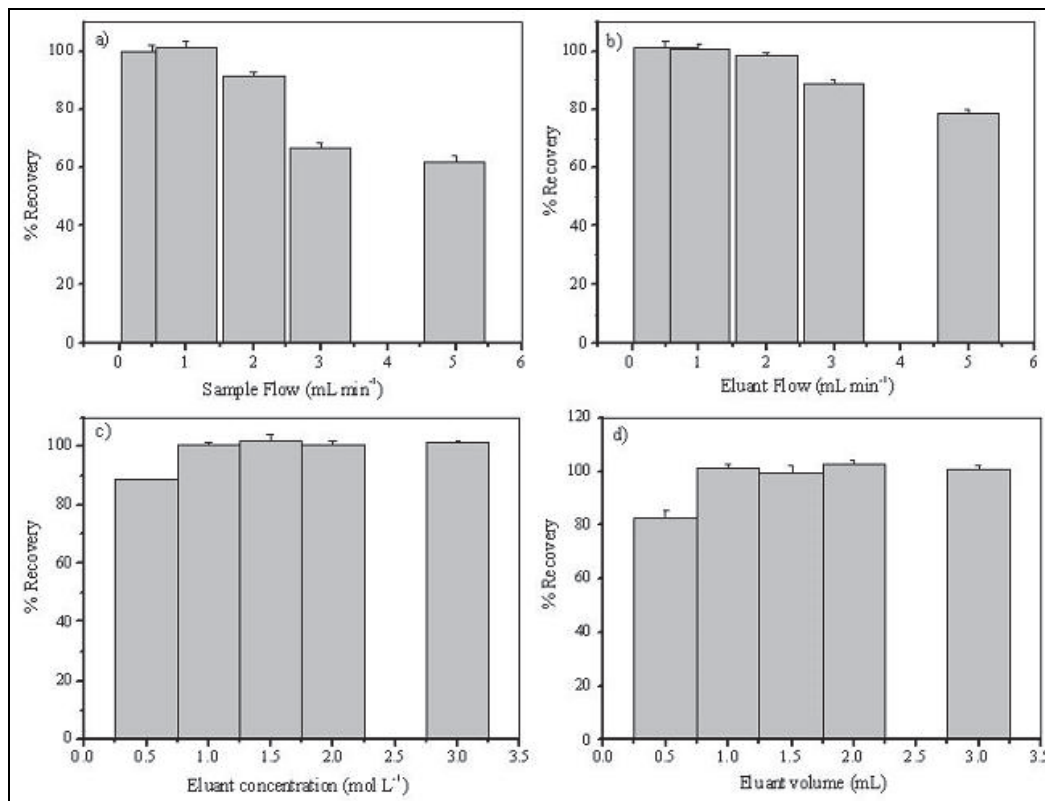 a)
% Recovery
100
80
60
40
20
0
0 1 2 3 4 5 6
Sample Flow (mL min⁻¹)
b)
% Recovery
100
80
60
40
20
0
0 1 2 3 4 5 6
Eluant Flow (mL min⁻¹)
c)
% Recovery
100
80
60
40
20
0
0.0 0.5 1.0 1.5 2.0 2.5 3.0 3.5
Eluant concentration (mol L⁻¹)
d)
% Recovery
120
100
80
60
40
20
0
0.0 0.5 1.0 1.5 2.0 2.5 3.0 3.5
Eluant volume (mL)